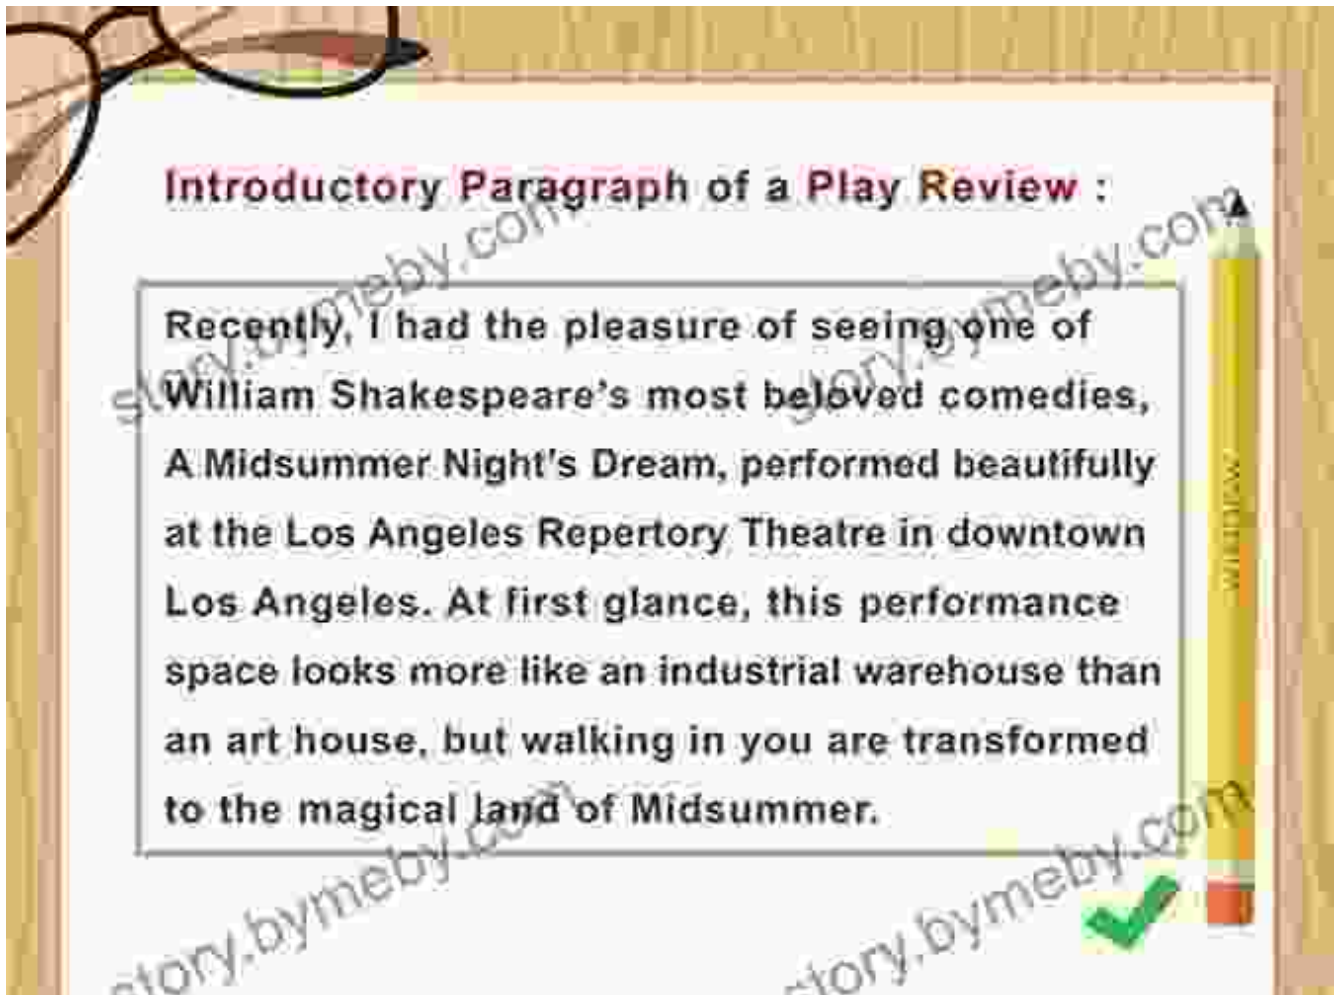 Introductory Paragraph of a Play Review :
Recently, I had the pleasure of seeing one of
William Shakespeare's most beloved comedies,
A Midsummer Night's Dream, performed beautifully
at the Los Angeles Repertory Theatre in downtown
Los Angeles. At first glance, this performance
space looks more like an industrial warehouse than
an art house, but walking in you are transformed
to the magical land of Midsummer.
story.bymeby.com
story.bymeby.com
story.bymeby.com
story.bymeby.com